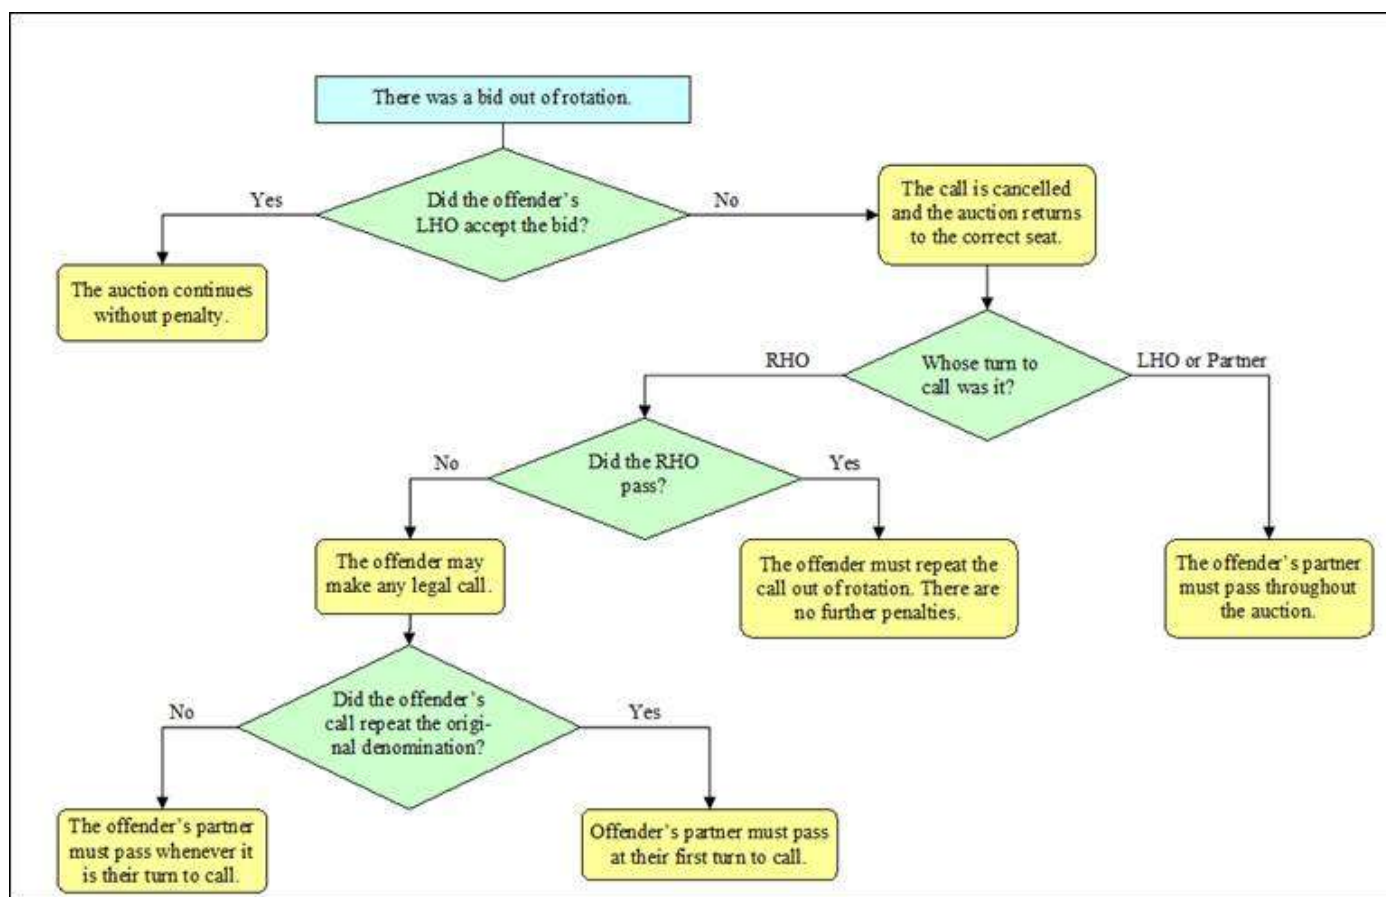 There was a bid out of rotation.
Yes
Did the offender's
LHO accept the bid?
No
The call is cancelled
and the auction returns
to the correct seat.
The auction continues
without penalty.
RHO
Whose turn to
call was it?
LHO or Partner
No
Did the RHO
pass?
Yes
The offender may
make any legal call.
The offender must repeat the
call out of rotation. There are
no further penalties.
The offender's partner
must pass throughout
the auction.
No
Did the offender's
call repeat the origi-
nal denomination?
Yes
The offender's partner
must pass whenever it
is their turn to call.
Offender's partner must pass
at their first turn to call.